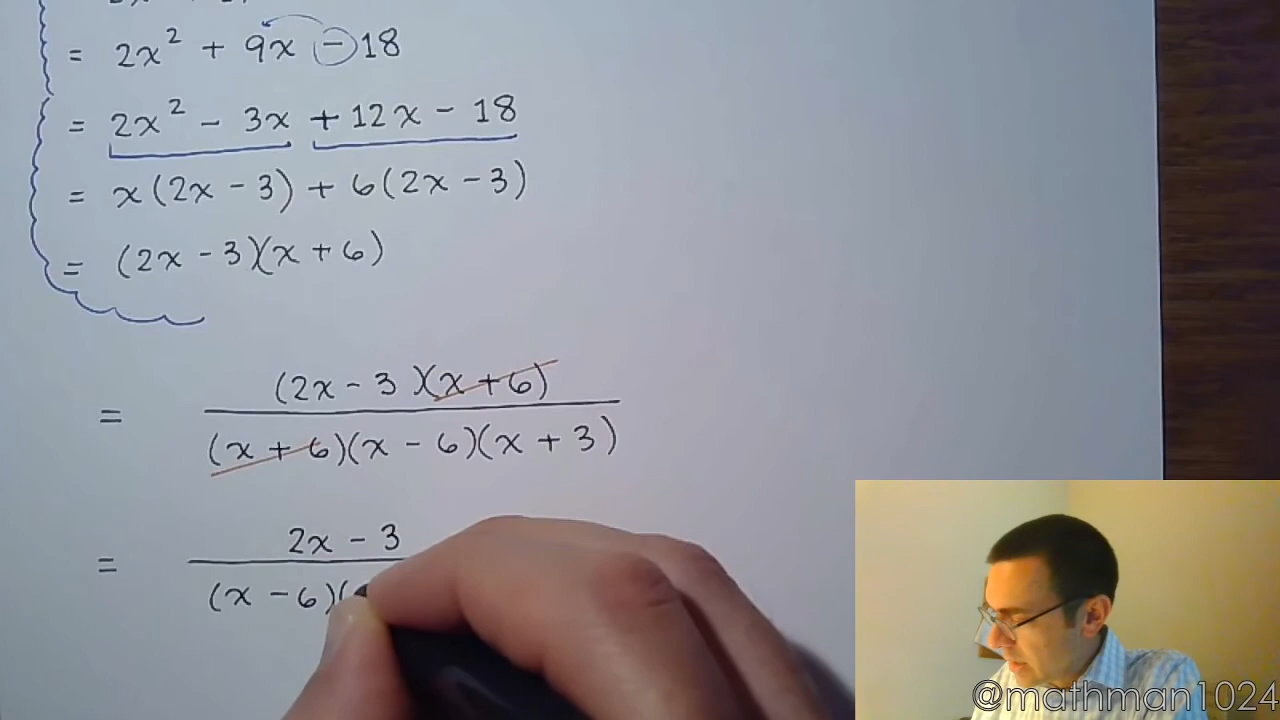 = 2x² + 9x - 18
= 2x² - 3x + 12x - 18
= x(2x - 3) + 6(2x - 3)
= (2x - 3)(x + 6)
= (2x - 3)(x + 6)
(x + 6)(x - 6)(x + 3)
= 2x - 3
(x - 6)(
@mathman1024